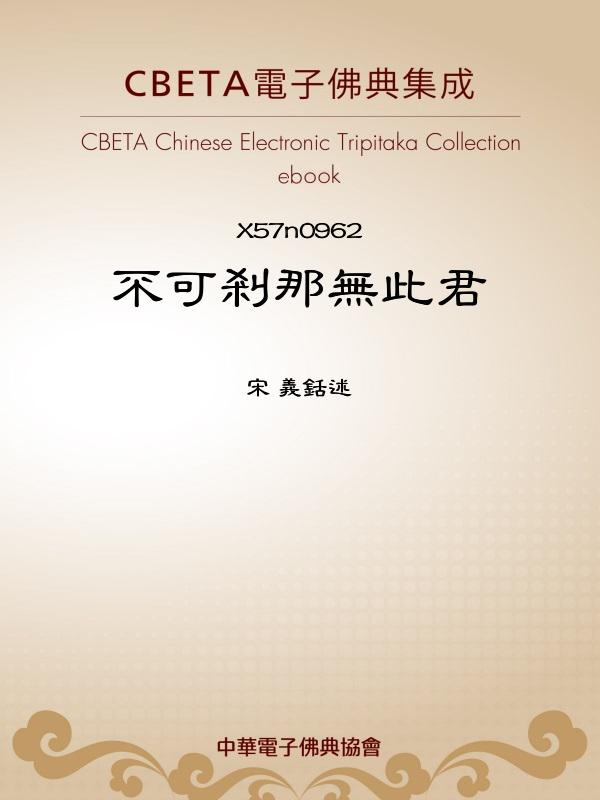 CBETA電子佛典集成
CBETA Chinese Electronic Tripitaka Collection
ebook
X57n0962
不可剎那無此君
宋 義銛述
中華電子佛典協會